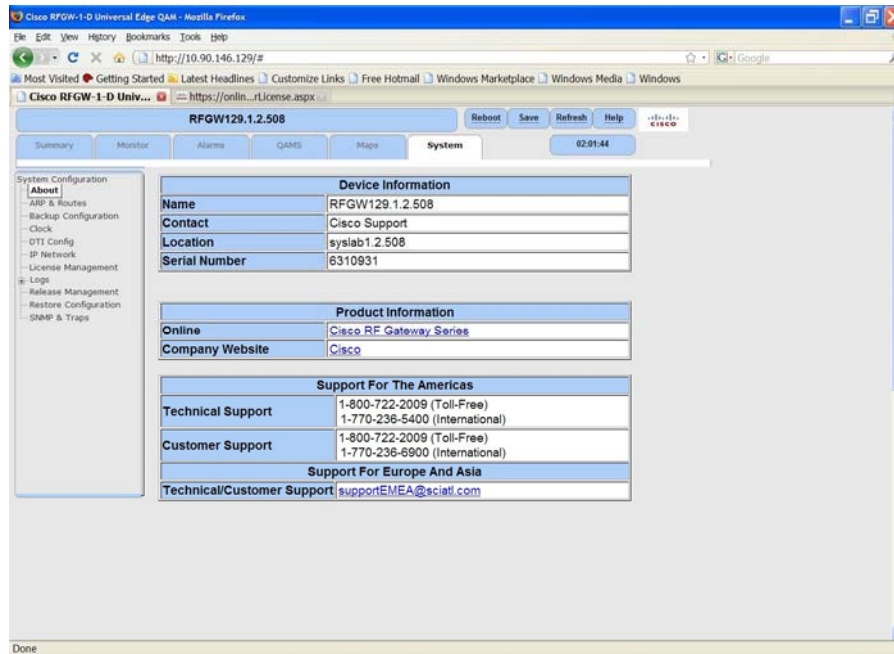 Cisco RFGW-1-D Universal Edge QAM - Mozilla Firefox
File Edit View History Bookmarks Tools Help
http://10.90.146.129/#
Google
Most Visited Getting Started Latest Headlines Customize Links Free Hotmail Windows Marketplace Windows Media Windows
Cisco RFGW-1-D Univ... https://onlin...rLicense.aspx
RFGW129.1.2.508 Reboot Save Refresh Help
CISCO
Summary Monitor Alarms QAMS Maps System 02:01:44
System Configuration
About
ARP & Routes
Backup Configuration
Clock
DTI Config
IP Network
License Management
Logs
Release Management
Restore Configuration
SNMP & Traps
Device Information
Name RFGW129.1.2.508
Contact Cisco Support
Location syslab1.2.508
Serial Number 6310931
Product Information
Online Cisco RF Gateway Series
Company Website Cisco
Support For The Americas
Technical Support 1-800-722-2009 (Toll-Free)
1-770-236-5400 (International)
Customer Support 1-800-722-2009 (Toll-Free)
1-770-236-6900 (International)
Support For Europe And Asia
Technical/Customer Support supportEMEA@sciatl.com
Done